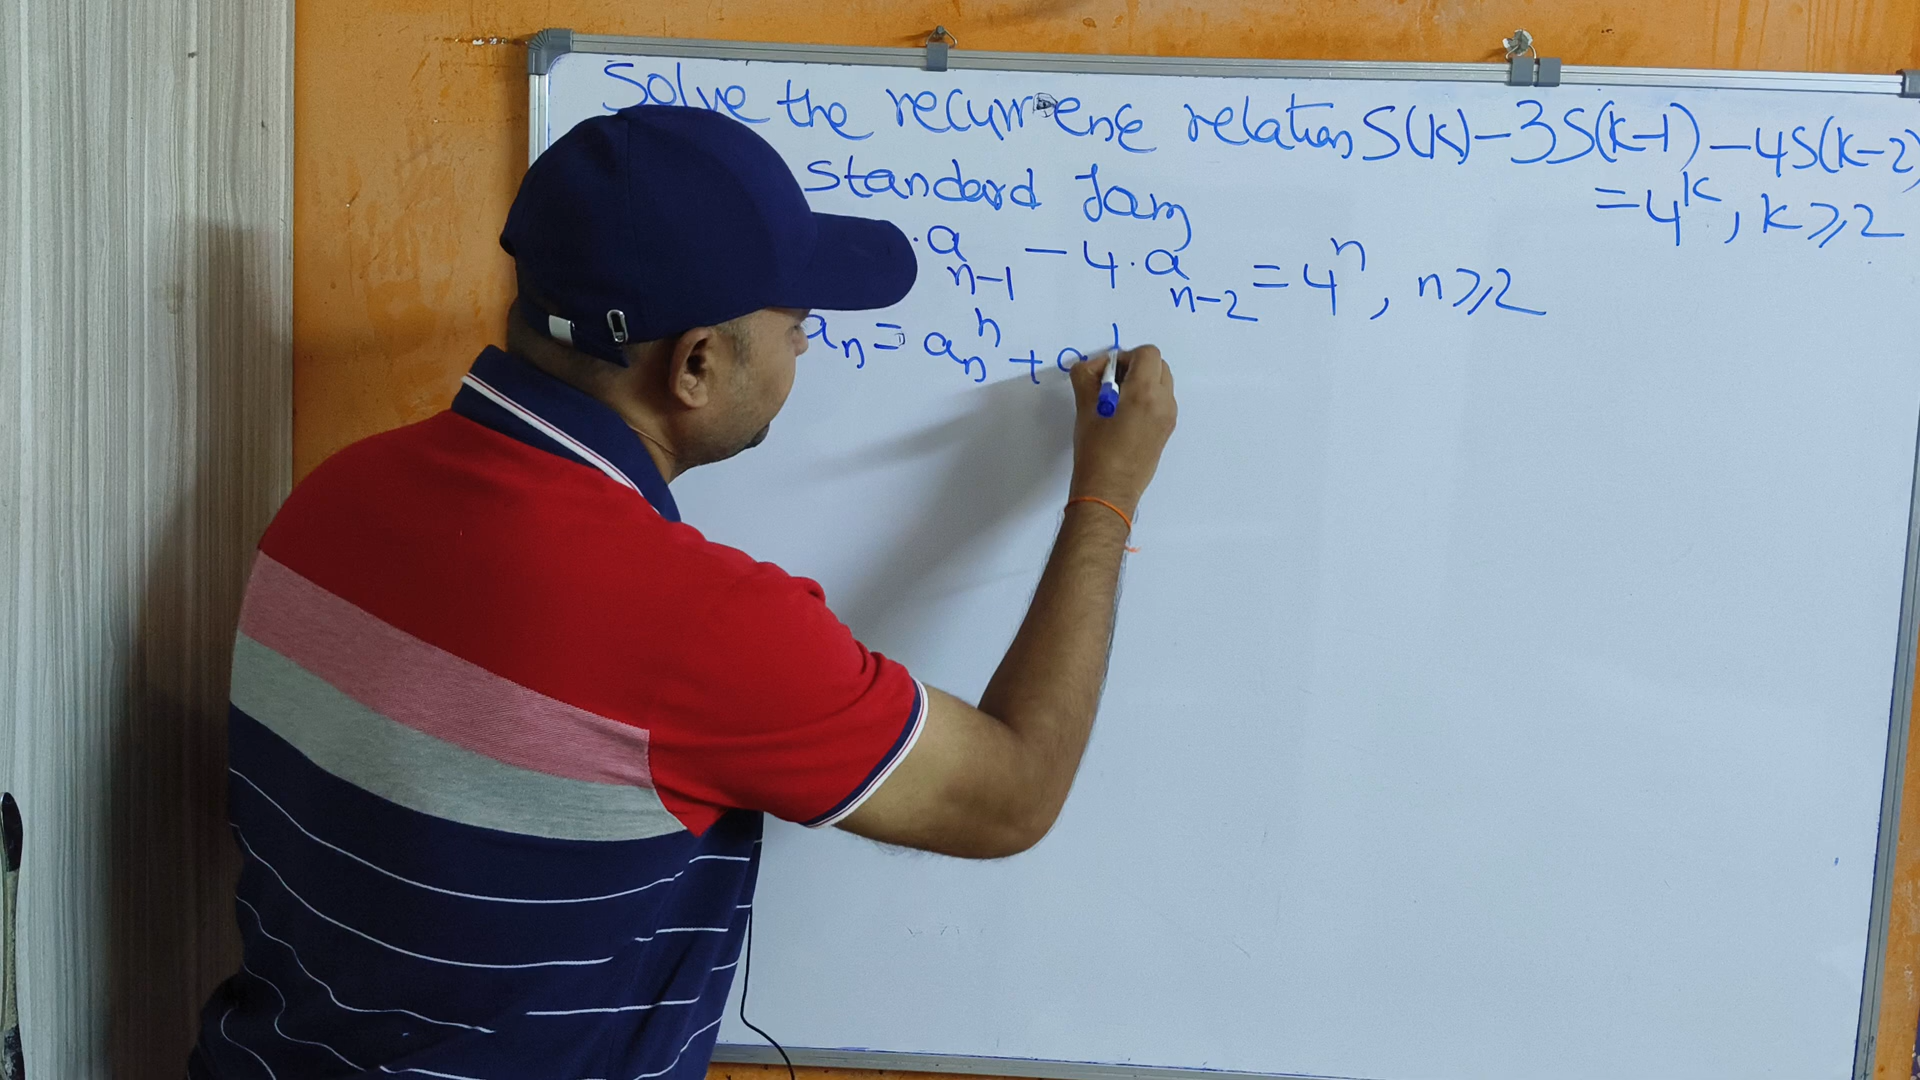 Solve the recurrence relation S(k)-3S(k-1)-4S(k-2)
=4^k, k≥2
standard form
·a_{n-1} - 4·a_{n-2} = 4^n, n≥2
a_n = a_n^h + a